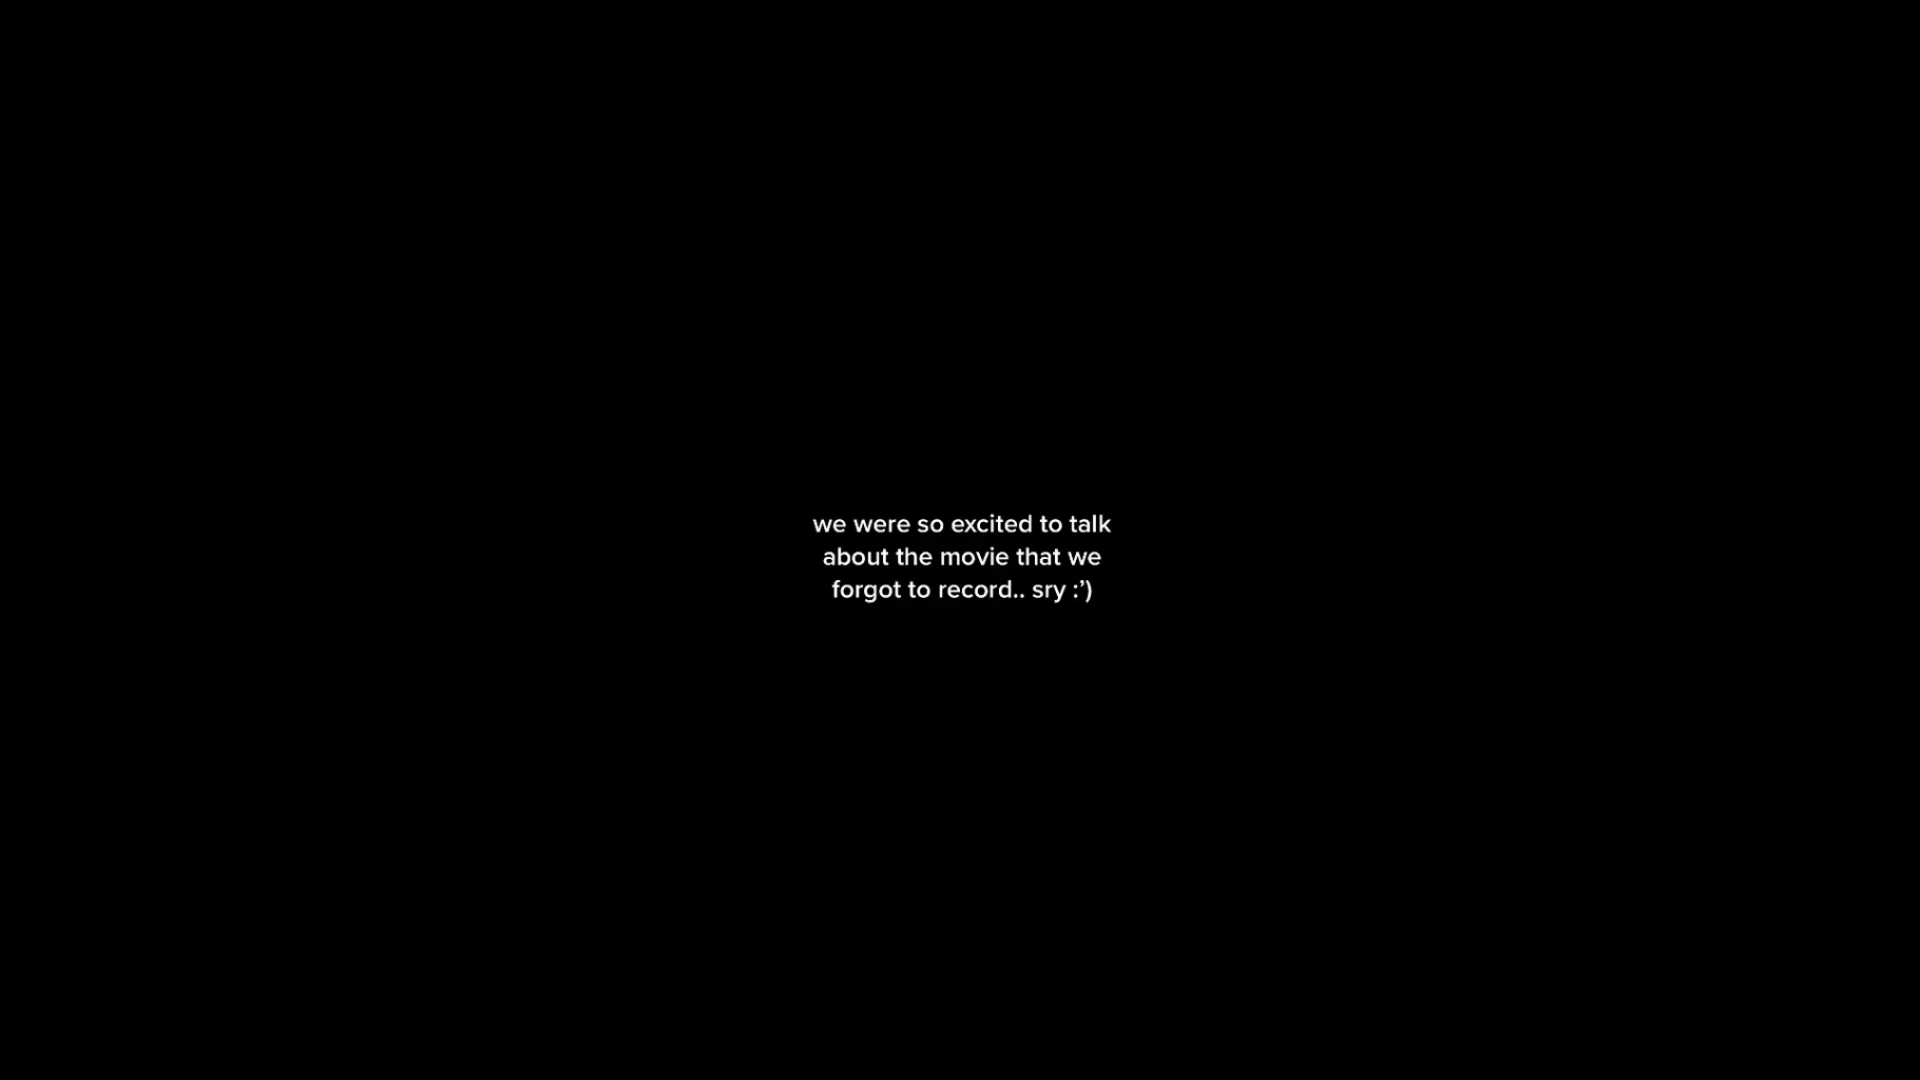 we were so excited to talk
about the movie that we
forgot to record.. sry :’)